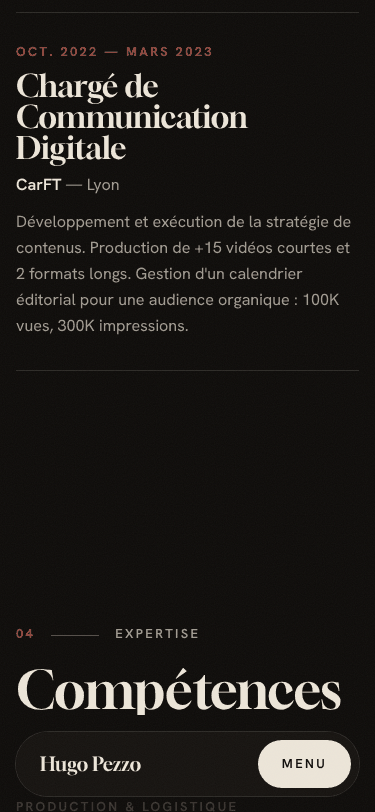 OCT. 2022 — MARS 2023
Chargé de
Communication
Digitale
CarFT — Lyon
Développement et exécution de la stratégie de
contenus. Production de +15 vidéos courtes et
2 formats longs. Gestion d'un calendrier
éditorial pour une audience organique : 100K
vues, 300K impressions.
04 EXPERTISE
Compétences
Hugo Pezzo MENU
PRODUCTION & LOGISTIQUE